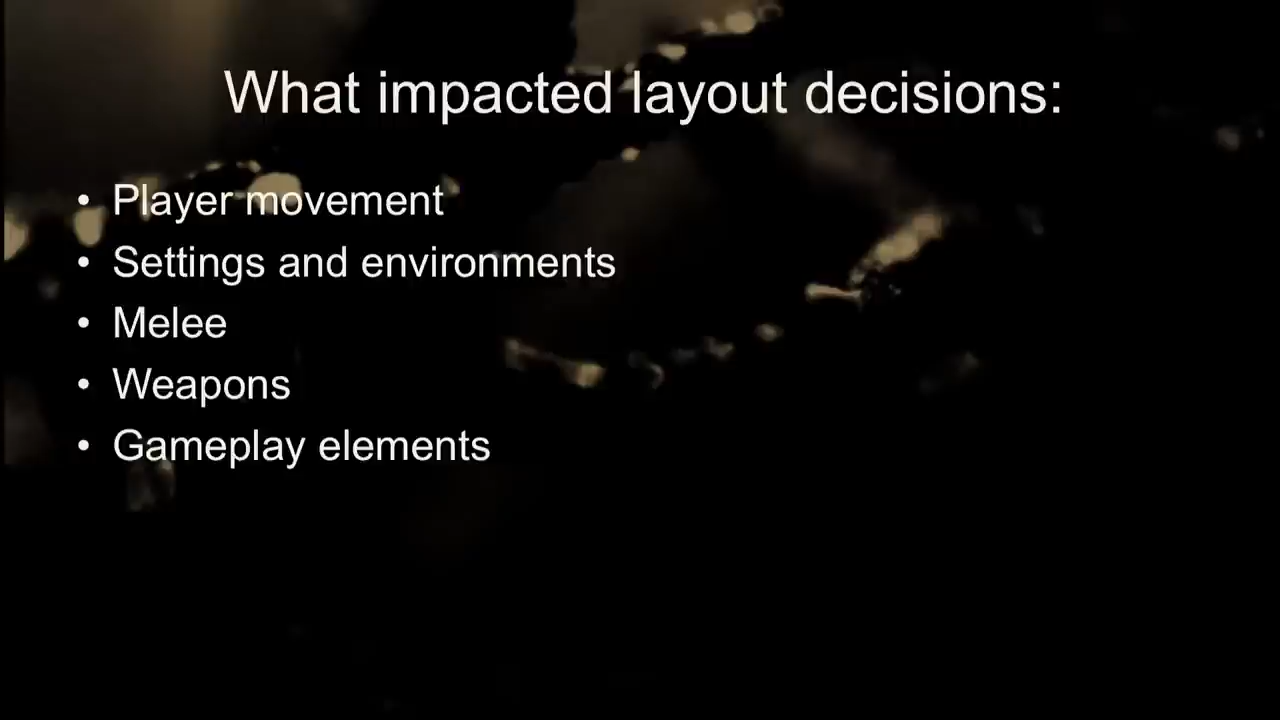 What impacted layout decisions:
• Player movement
• Settings and environments
• Melee
• Weapons
• Gameplay elements